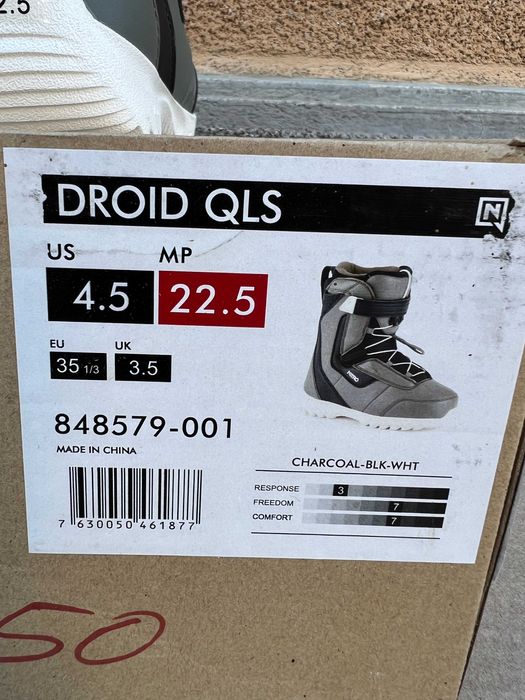 2.5
DROID QLS N
US MP
4.5 22.5
EU UK
35 1/3 3.5
848579-001
MADE IN CHINA
NITRO
CHARCOAL-BLK-WHT
RESPONSE 3
FREEDOM 7
COMFORT 7
7 630050 461877
50